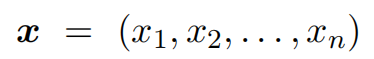 x = (x₁, x₂, . . . , xₙ)